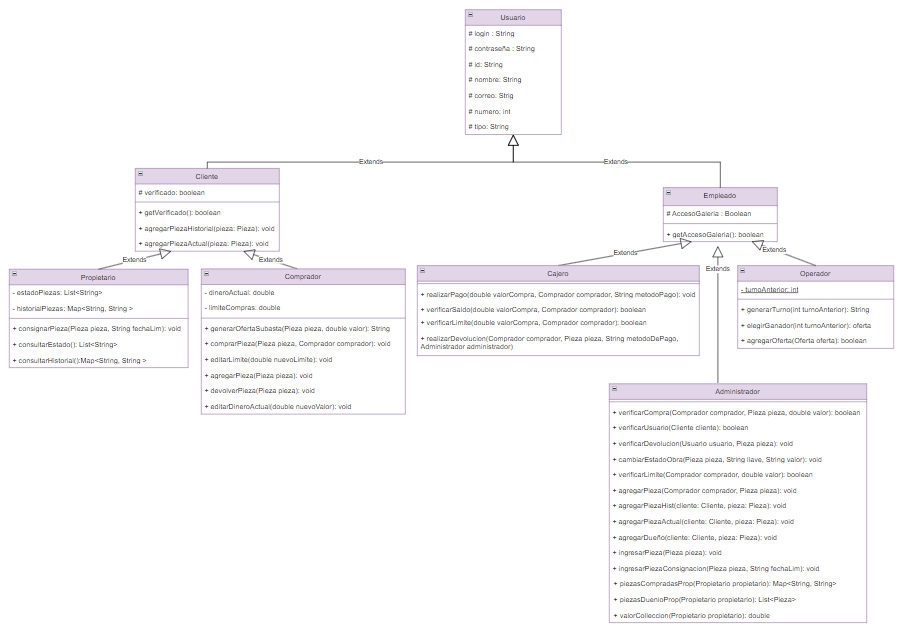 Usuario
# login : String
# contraseña : String
# id: String
# nombre: String
# correo: Strig
# numero: int
# tipo: String
Extends
Extends
Cliente
# verificado: boolean
+ getVerificado(): boolean
+ agregarPiezaHistorial(pieza: Pieza): void
+ agregarPiezaActual(pieza: Pieza): void
Empleado
# AccesoGaleria : Boolean
+ getAccesoGaleria(): boolean
Extends
Extends
Extends
Extends
Extends
Propietario
- estadoPiezas: List<String>
- historialPiezas: Map<String, String >
+ consignarPieza(Pieza pieza, String fechaLim): void
+ consultarEstado(): List<String>
+ consultarHistorial():Map<String, String >
Comprador
- dineroActual: double
- limiteCompras: double
+ generarOfertaSubasta(Pieza pieza, double valor): String
+ comprarPieza(Pieza pieza, Comprador comprador): void
+ editarLimite(double nuevoLimite): void
+ agregarPieza(Pieza pieza): void
+ devolverPieza(Pieza pieza): void
+ editarDineroActual(double nuevoValor): void
Cajero
+ realizarPago(double valorCompra, Comprador comprador, String metodoPago): void
+ verificarSaldo(double valorCompra, Comprador comprador): boolean
+ verificarLimite(double valorCompra, Comprador comprador): boolean
+ realizarDevolucion(Comprador comprador, Pieza pieza, String metodoDePago,
Administrador administrador)
Operador
- turnoAnterior: int
+ generarTurno(int turnoAnterior): String
+ elegirGanador(int turnoAnterior): oferta
+ agregarOferta(Oferta oferta): boolean
Administrador
+ verificarCompra(Comprador comprador, Pieza pieza, double valor): boolean
+ verificarUsuario(Cliente cliente): boolean
+ verificarDevolucion(Usuario usuario, Pieza pieza): void
+ cambiarEstadoObra(Pieza pieza, String llave, String valor): void
+ verificarLimite(Comprador comprador, double valor): boolean
+ agregarPieza(Comprador comprador, Pieza pieza): void
+ agregarPiezaHist(cliente: Cliente, pieza: Pieza): void
+ agregarPiezaActual(cliente: Cliente, pieza: Pieza): void
+ agregarDueño(cliente: Cliente, pieza: Pieza): void
+ ingresarPieza(Pieza pieza): void
+ ingresarPiezaConsignacion(Pieza pieza, String fechaLim): void
+ piezasCompradasProp(Propietario propietario): Map<String, String>
+ piezasDuenioProp(Propietario propietario): List<Pieza>
+ valorColleccion(Propietario propietario): double